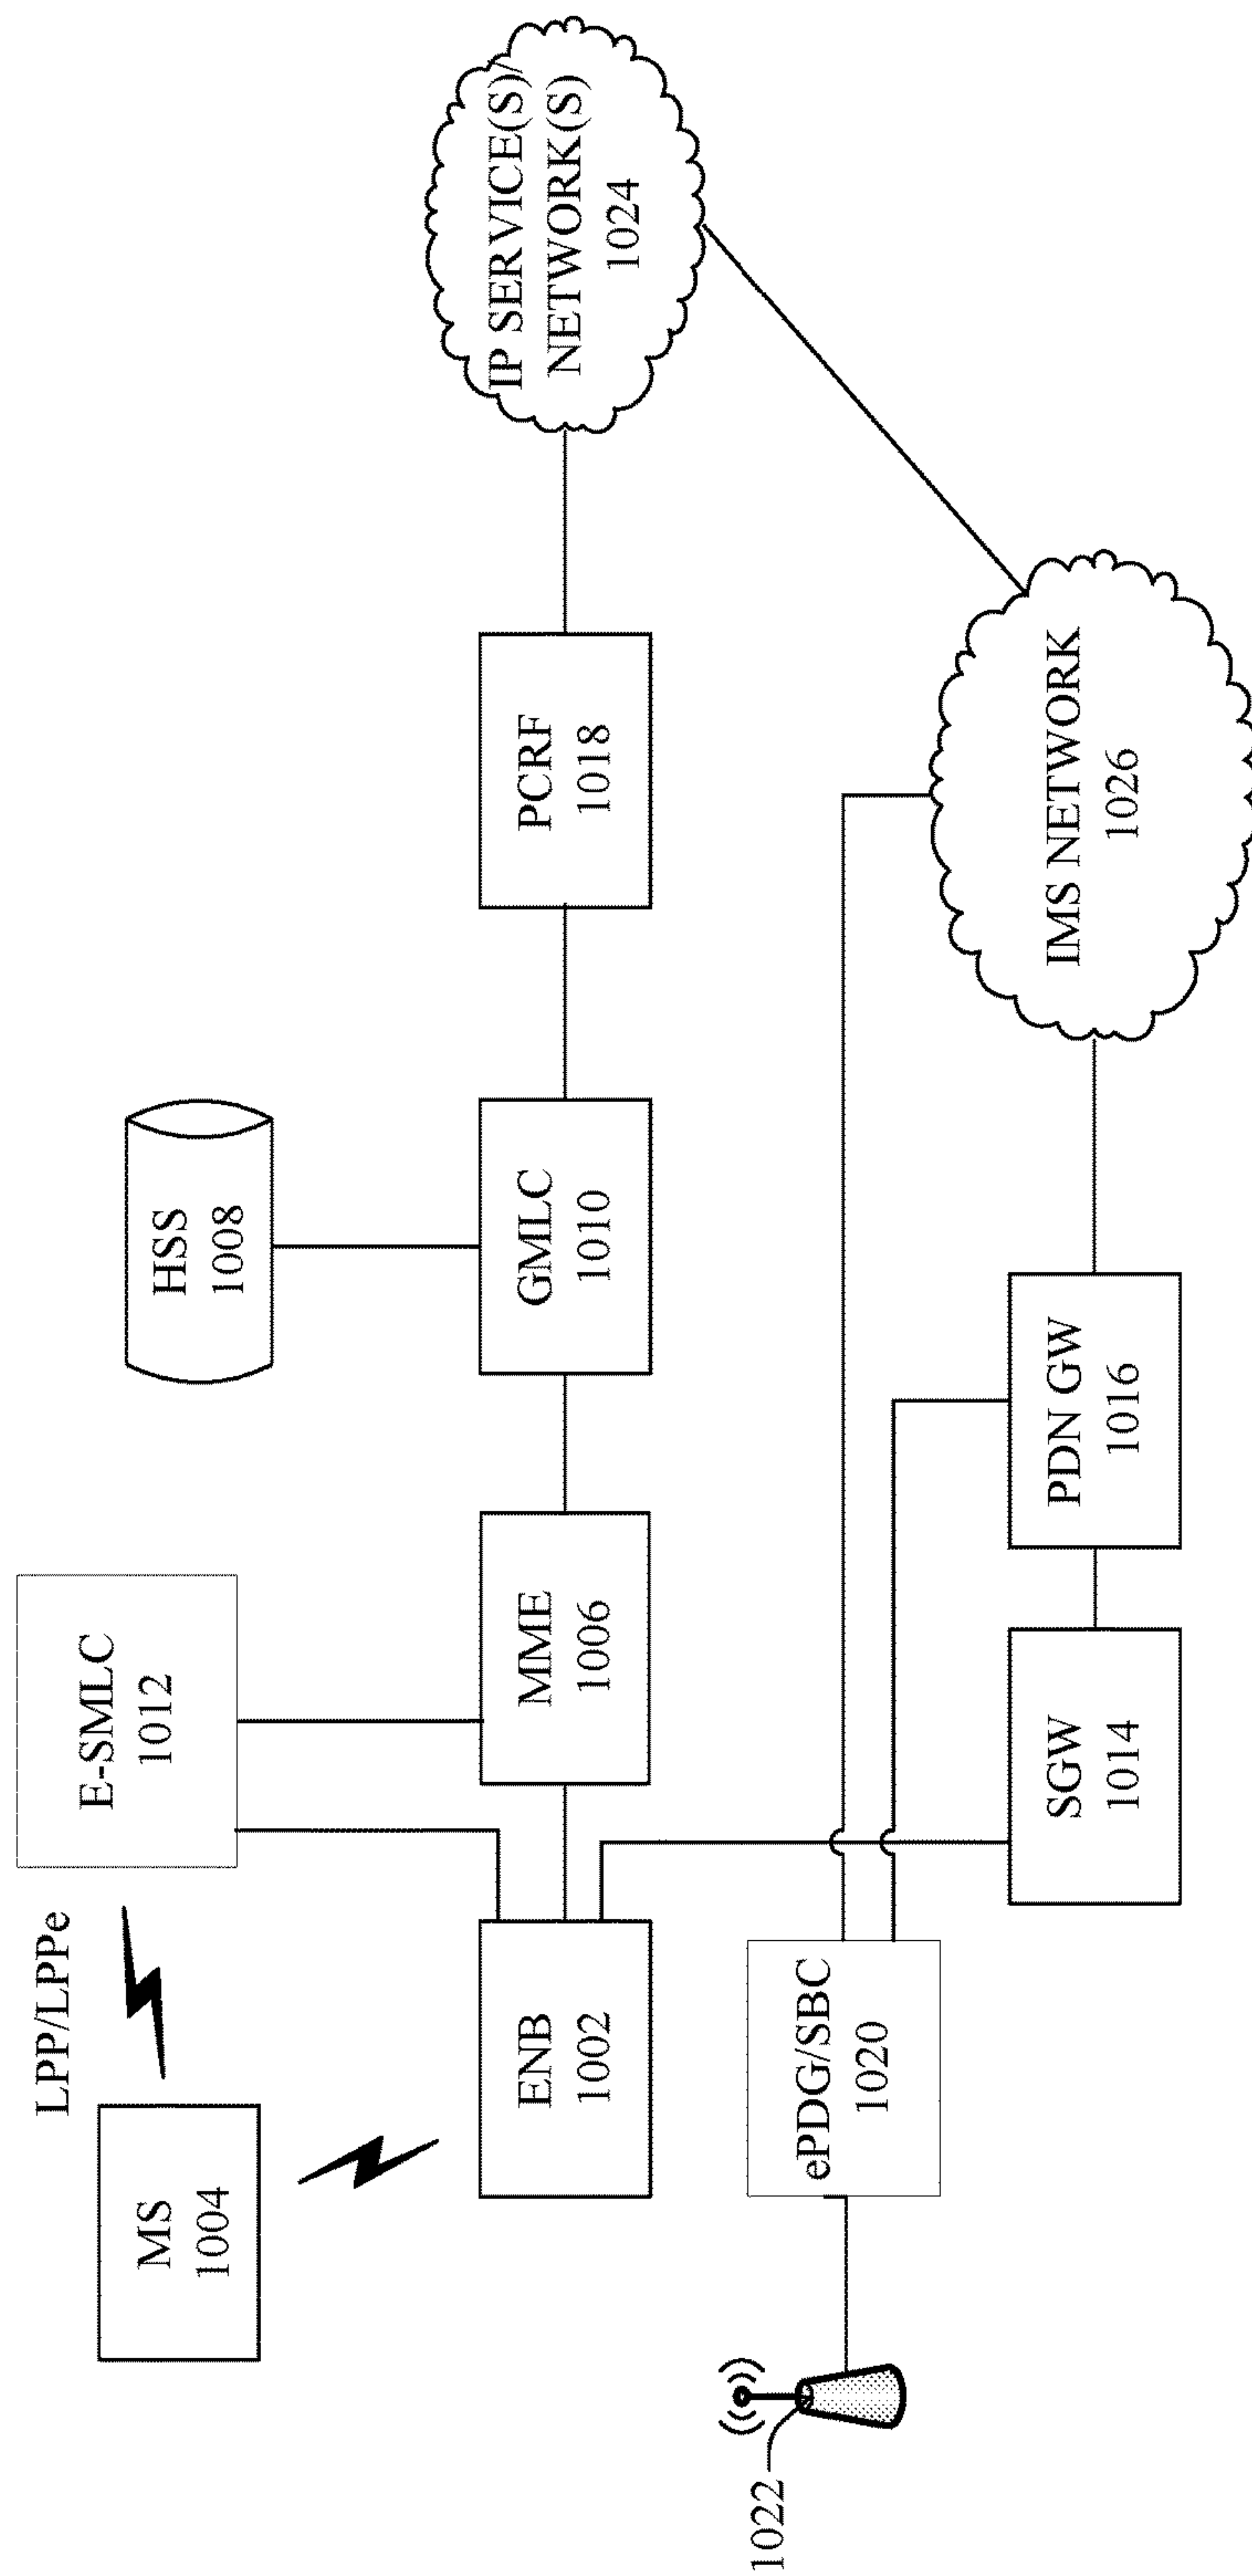 LPP/LPPe
E-SMLC
1012
HSS
1008
MS
1004
IP SERVICE(S)/
NETWORK(S)
1024
ENB
1002
MME
1006
GMLC
1010
PCRF
1018
ePDG/SBC
1020
1022
SGW
1014
PDN GW
1016
IMS NETWORK
1026